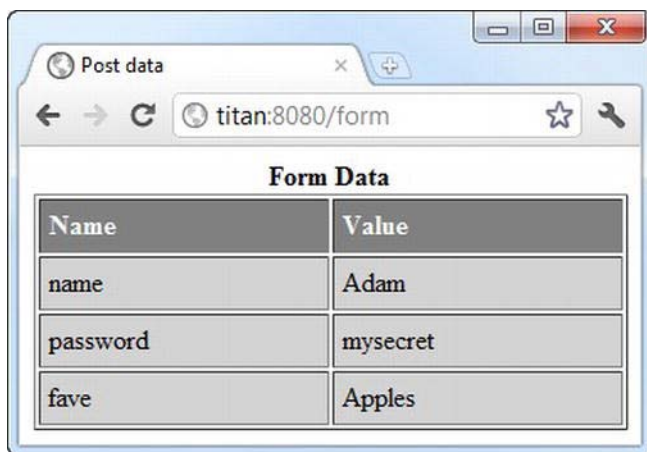 Post data
titan:8080/form
Form Data
Name Value
name Adam
password mysecret
fave Apples